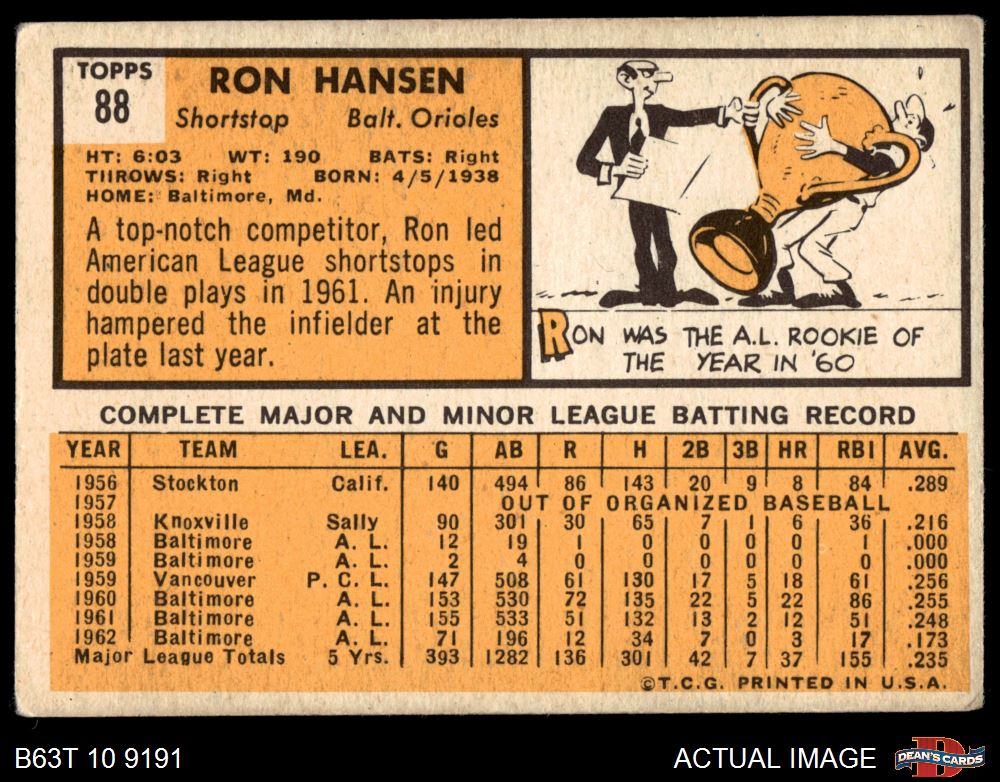 TOPPS
88
RON HANSEN
Shortstop Balt. Orioles
HT: 6:03 WT: 190 BATS: Right
THROWS: Right BORN: 4/5/1938
HOME: Baltimore, Md.
A top-notch competitor, Ron led
American League shortstops in
double plays in 1961. An injury
hampered the infielder at the
plate last year.
RON WAS THE A.L. ROOKIE OF
THE YEAR IN '60
COMPLETE MAJOR AND MINOR LEAGUE BATTING RECORD
YEAR TEAM LEA. G AB R H 2B 3B HR RBI AVG.
1956 Stockton Calif. 140 494 86 143 20 9 8 84 .289
1957 OUT OF ORGANIZED BASEBALL
1958 Knoxville Sally 90 301 30 65 7 1 6 36 .216
1958 Baltimore A. L. 12 19 1 0 0 0 0 1 .000
1959 Baltimore A. L. 2 4 0 0 0 0 0 0 .000
1959 Vancouver P. C. L. 147 508 61 130 17 5 18 61 .256
1960 Baltimore A. L. 153 530 72 135 22 5 22 86 .255
1961 Baltimore A. L. 155 533 51 132 13 2 12 51 .248
1962 Baltimore A. L. 71 196 12 34 7 0 3 17 .173
Major League Totals 5 Yrs. 393 1282 136 301 42 7 37 155 .235
©T.C.G. PRINTED IN U.S.A.
B63T 10 9191 ACTUAL IMAGE
D
DEAN'S CARDS